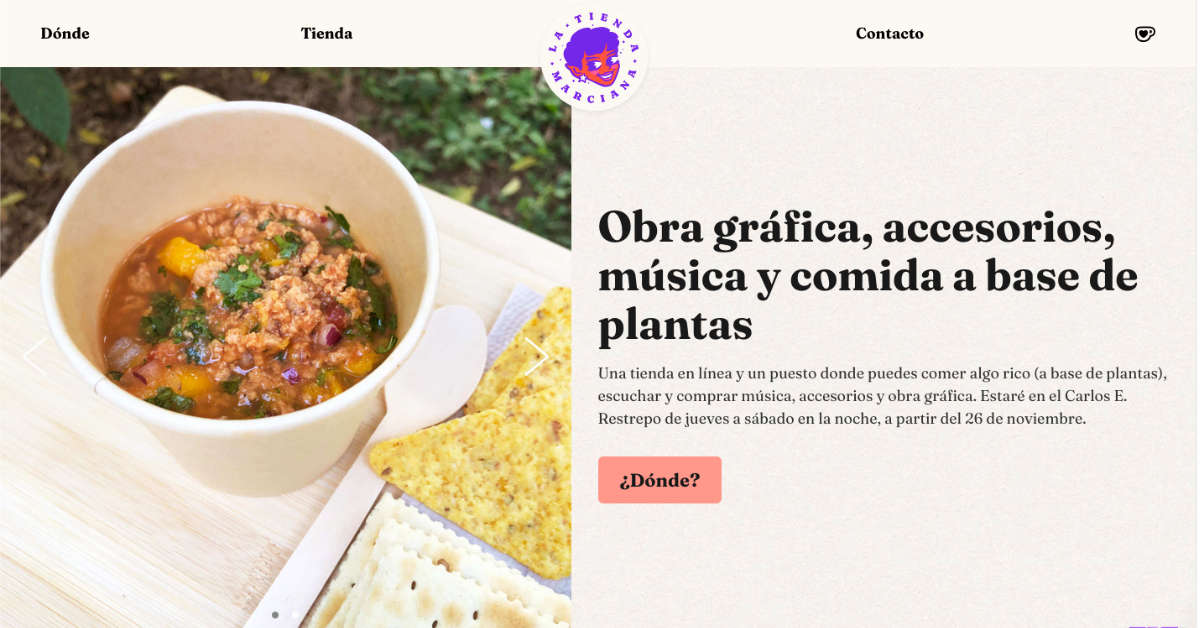 Dónde
Tienda
LA · TIENDA · MARCIANA
Contacto
Obra gráfica, accesorios,
música y comida a base de
plantas
Una tienda en línea y un puesto donde puedes comer algo rico (a base de plantas),
escuchar y comprar música, accesorios y obra gráfica. Estaré en el Carlos E.
Restrepo de jueves a sábado en la noche, a partir del 26 de noviembre.
¿Dónde?